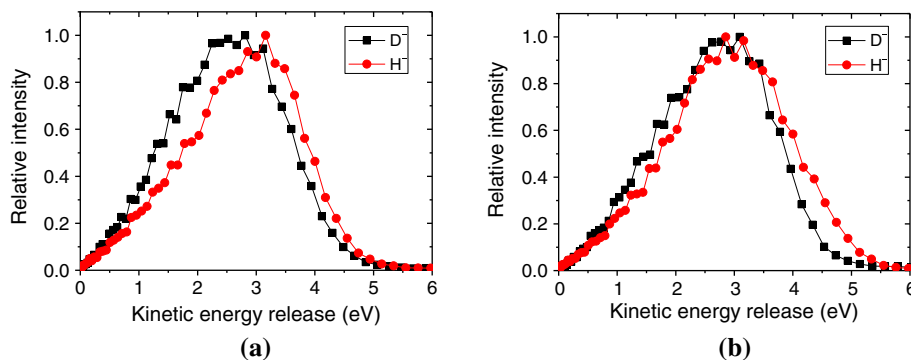 Relative intensity
1.0
0.8
0.6
0.4
0.2
0.0
D⁻
H⁻
0 1 2 3 4 5 6
Kinetic energy release (eV)
(a)
Relative intensity
1.0
0.8
0.6
0.4
0.2
0.0
D⁻
H⁻
0 1 2 3 4 5 6
Kinetic energy release (eV)
(b)